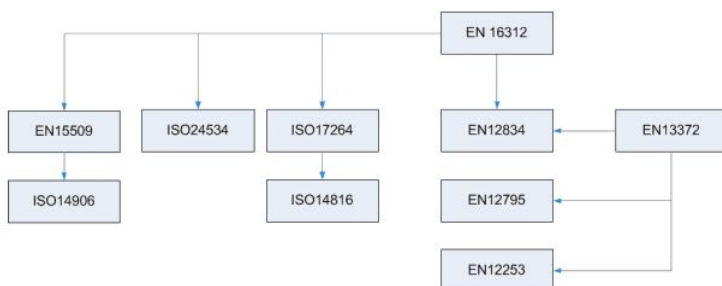 EN 16312
EN15509
ISO24534
ISO17264
EN12834
EN13372
ISO14906
ISO14816
EN12795
EN12253